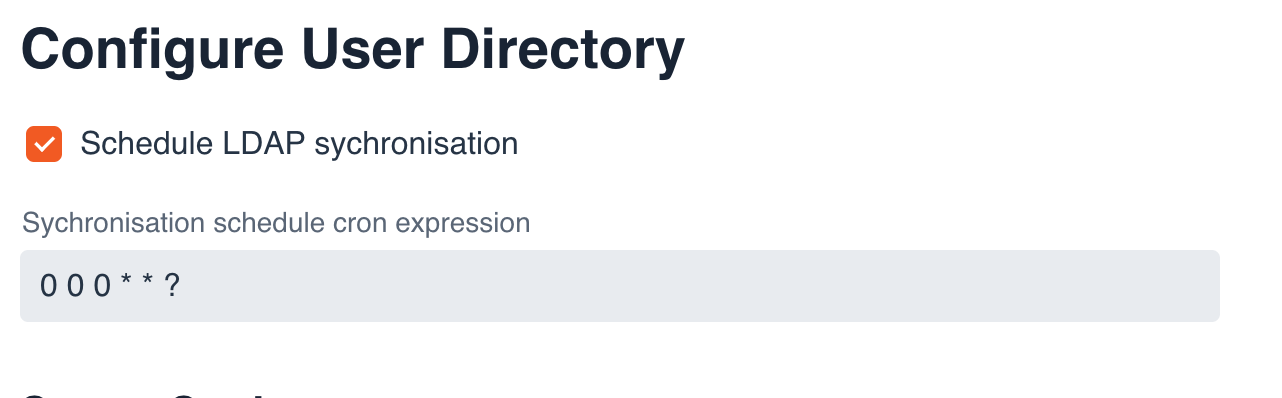 Configure User Directory
Schedule LDAP sychronisation
Sychronisation schedule cron expression
0 0 0 * * ?